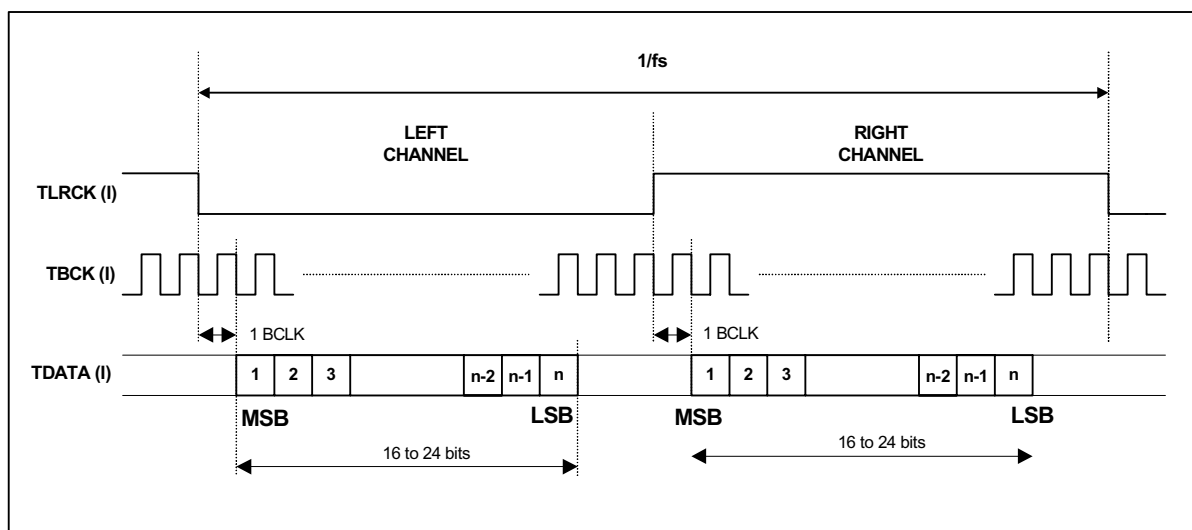 1/fs
LEFT
CHANNEL
RIGHT
CHANNEL
TLRCK (I)
TBCK (I)
1 BCLK
1 BCLK
TDATA (I)
1 2 3 n-2 n-1 n 1 2 3 n-2 n-1 n
MSB LSB MSB LSB
16 to 24 bits
16 to 24 bits